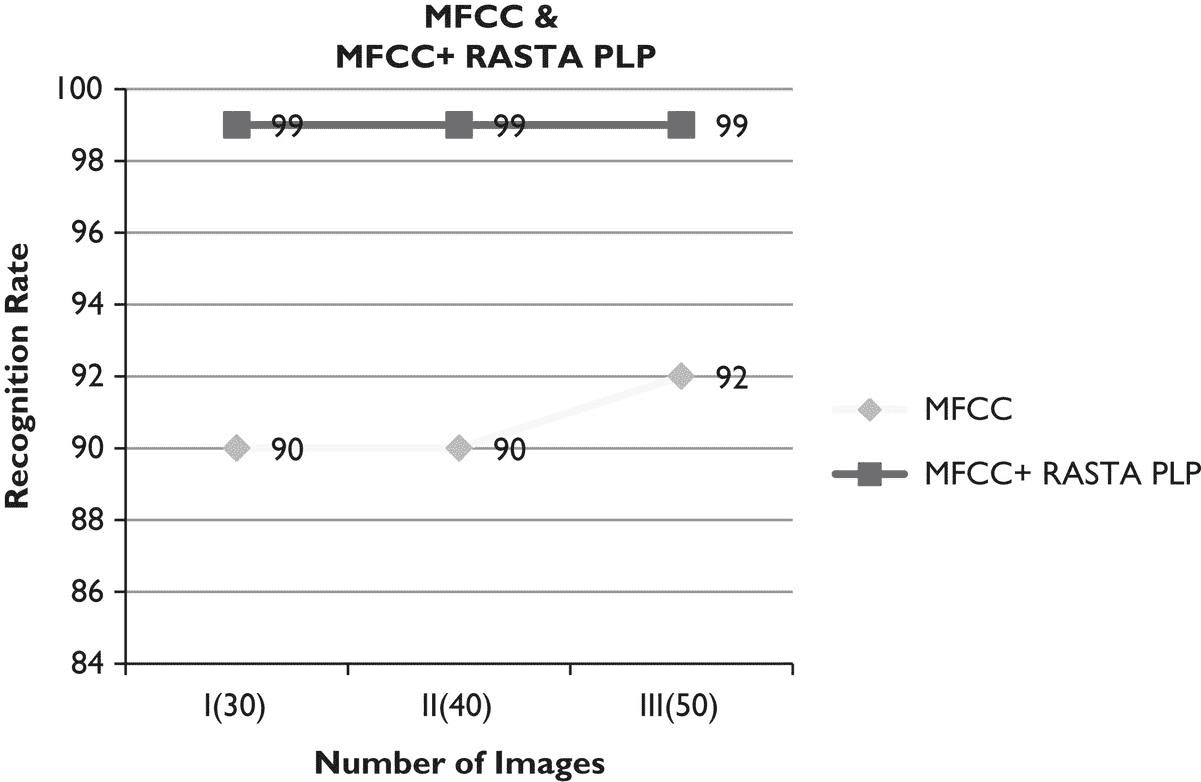 MFCC &
MFCC+ RASTA PLP
100
98
96
94
92
90
88
86
84
Recognition Rate
99 99 99
92
90 90
I(30) II(40) III(50)
Number of Images
MFCC
MFCC+ RASTA PLP